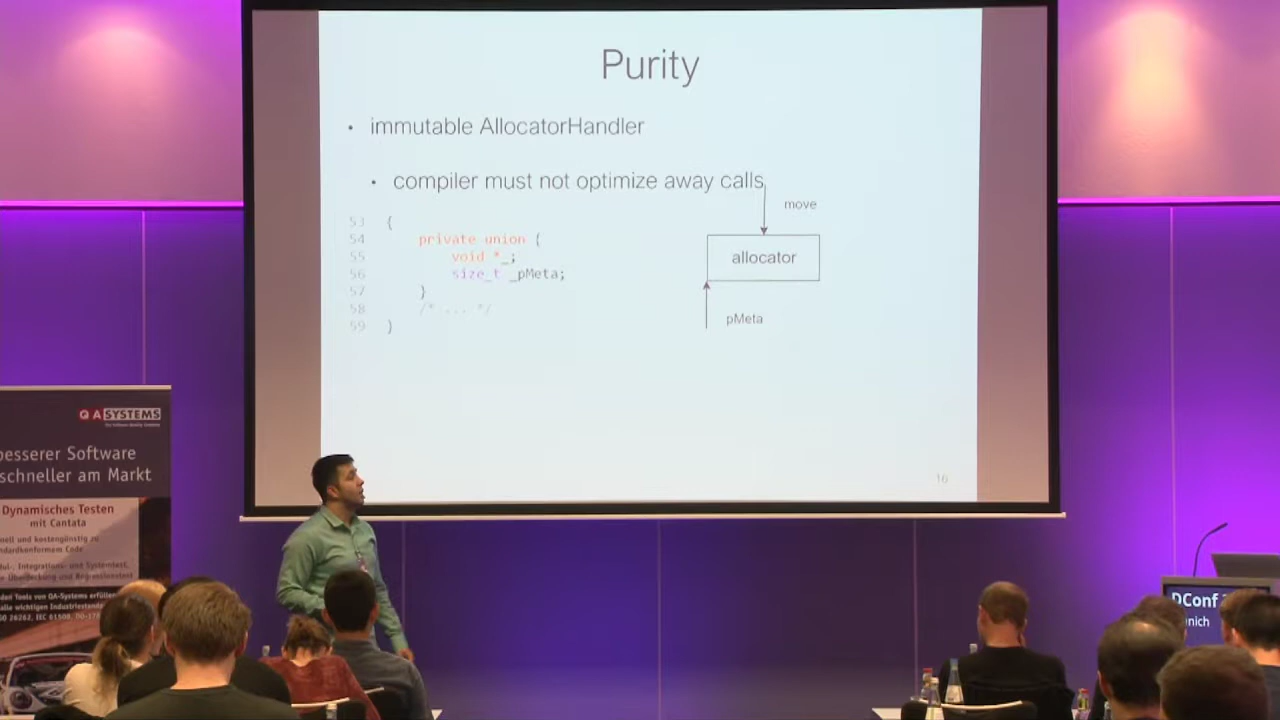 Purity
• immutable AllocatorHandler
• compiler must not optimize away calls
move
allocator
pMeta
53 {
54 private union {
55 void *_;
56 size_t _pMeta;
57 }
58 /* ... */
59 }
16
QA SYSTEMS
besserer Software
schneller am Markt
Dynamisches Testen
mit Cantata
DConf